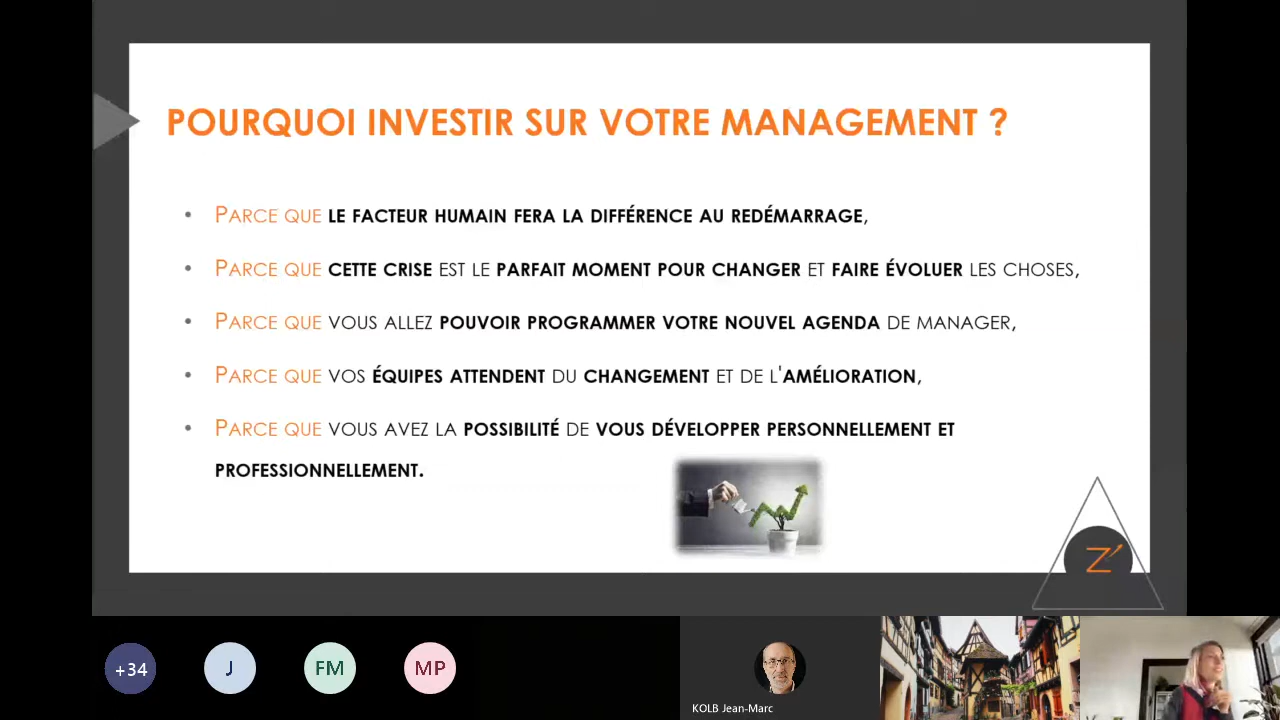 POURQUOI INVESTIR SUR VOTRE MANAGEMENT ?
• PARCE QUE LE FACTEUR HUMAIN FERA LA DIFFÉRENCE AU REDÉMARRAGE,
• PARCE QUE CETTE CRISE EST LE PARFAIT MOMENT POUR CHANGER ET FAIRE ÉVOLUER LES CHOSES,
• PARCE QUE VOUS ALLEZ POUVOIR PROGRAMMER VOTRE NOUVEL AGENDA DE MANAGER,
• PARCE QUE VOS ÉQUIPES ATTENDENT DU CHANGEMENT ET DE L'AMÉLIORATION,
• PARCE QUE VOUS AVEZ LA POSSIBILITÉ DE VOUS DÉVELOPPER PERSONNELLEMENT ET
PROFESSIONNELLEMENT.
Z
+34 J FM MP
KOLB Jean-Marc